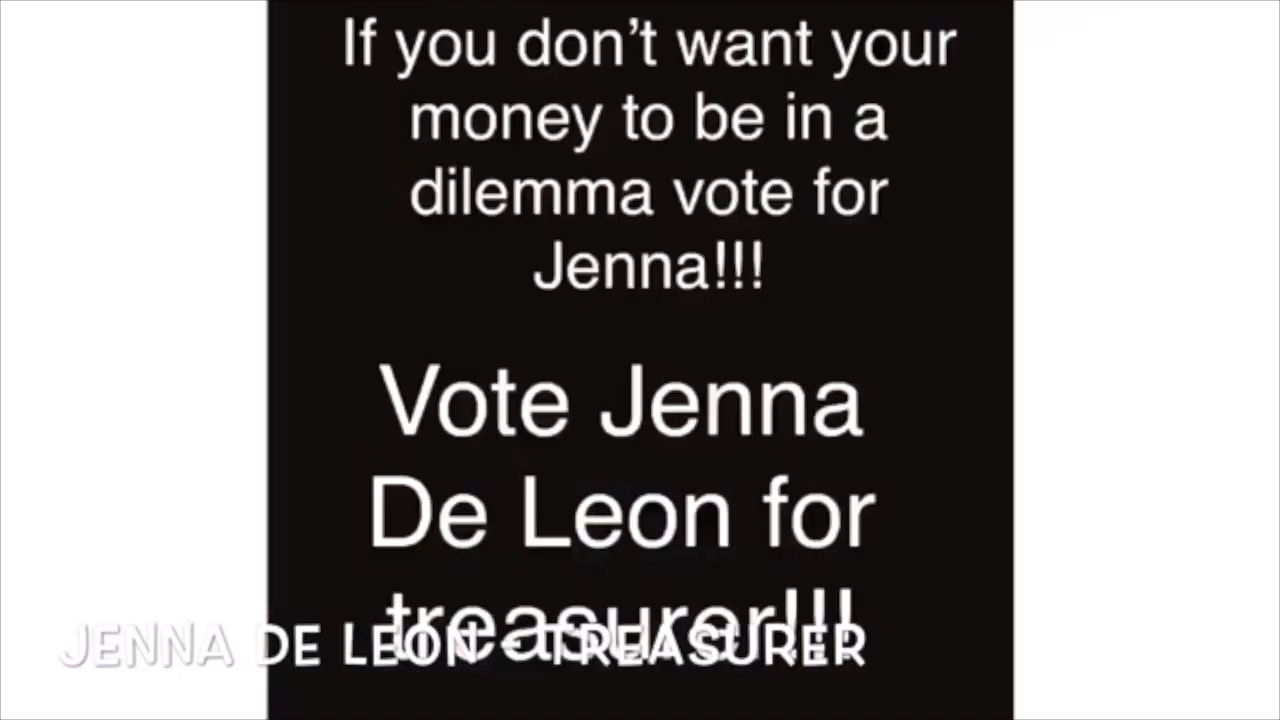 If you don’t want your
money to be in a
dilemma vote for
Jenna!!!
Vote Jenna
De Leon for
treasurer!!!
JENNA DE LEON - TREASURER